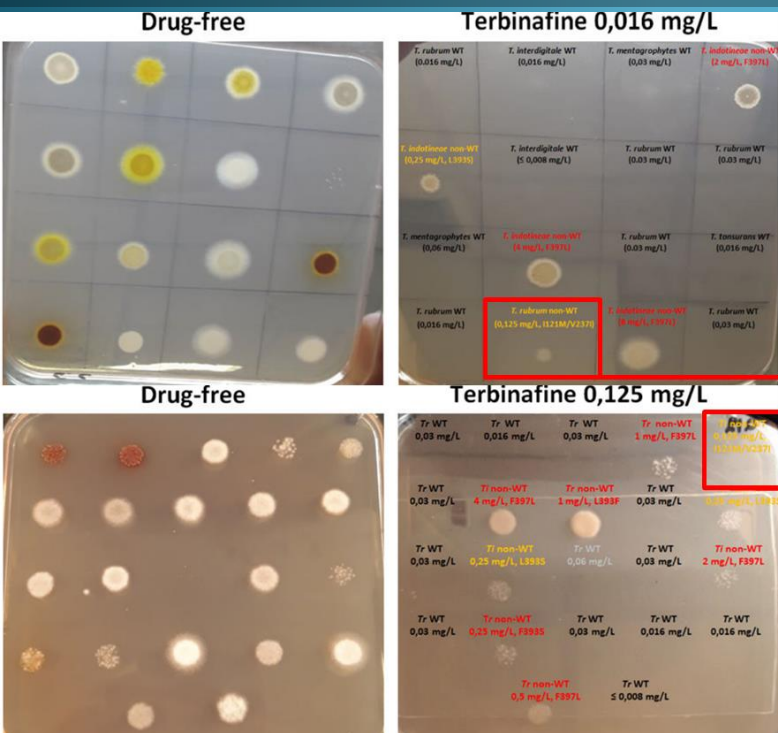 Drug-free
Terbinafine 0,016 mg/L
T. rubrum WT
(0.016 mg/L)
T. interdigitale WT
(0,016 mg/L)
T. mentagrophytes WT
(0,03 mg/L)
T. indotineae non-WT
(2 mg/L, F397L)
T. indotineae non-WT
(0,25 mg/L, L393S)
T. interdigitale WT
(≤ 0,008 mg/L)
T. rubrum WT
(0.03 mg/L)
T. rubrum WT
(0.03 mg/L)
T. mentagrophytes WT
(0,06 mg/L)
T. indotineae non-WT
(4 mg/L, F397L)
T. rubrum WT
(0.03 mg/L)
T. tonsurans WT
(0,016 mg/L)
T. rubrum WT
(0,016 mg/L)
T. rubrum non-WT
(0,125 mg/L, I121M/V237I)
T. indotineae non-WT
(8 mg/L, F397L)
T. rubrum WT
(0,03 mg/L)
Drug-free
Terbinafine 0,125 mg/L
Tr WT
0,03 mg/L
Tr WT
0,016 mg/L
Tr WT
0,03 mg/L
Tr non-WT
1 mg/L, F397L
non-WT
Tr WT
0,03 mg/L
Ti non-WT
4 mg/L, F397L
Tr non-WT
1 mg/L, L393F
Tr WT
0,03 mg/L
Tr WT
0,03 mg/L
Ti non-WT
0,25 mg/L, L393S
Tr WT
0,06 mg/L
Tr WT
0,03 mg/L
Ti non-WT
2 mg/L, F397L
Tr WT
0,03 mg/L
Tr non-WT
0,25 mg/L, F393S
Tr WT
0,03 mg/L
Tr WT
0,016 mg/L
Tr WT
0,016 mg/L
Tr non-WT
0,5 mg/L, F397L
Tr WT
≤ 0,008 mg/L